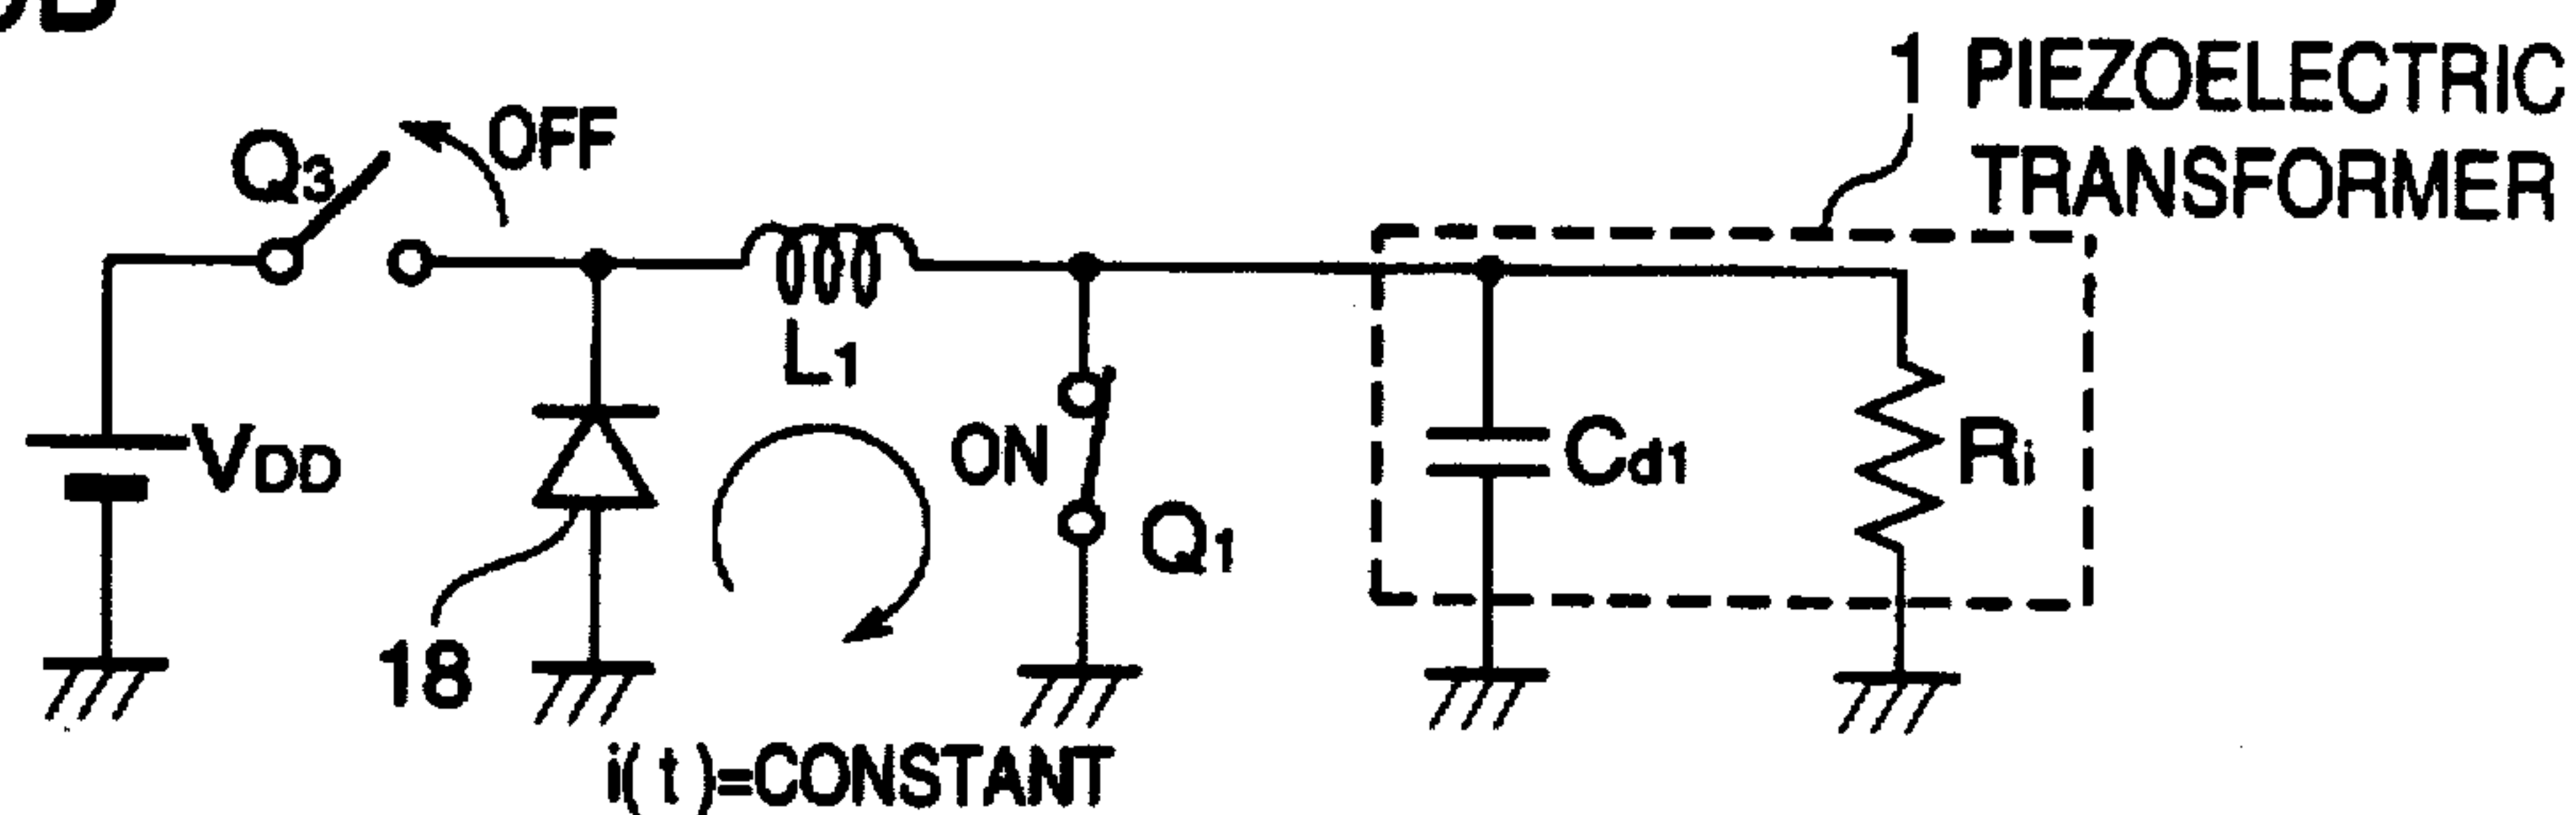 1 PIEZOELECTRIC
TRANSFORMER
OFF
Q3
L1
ON
VDD
Cd1
Ri
Q1
18
i(t)=CONSTANT